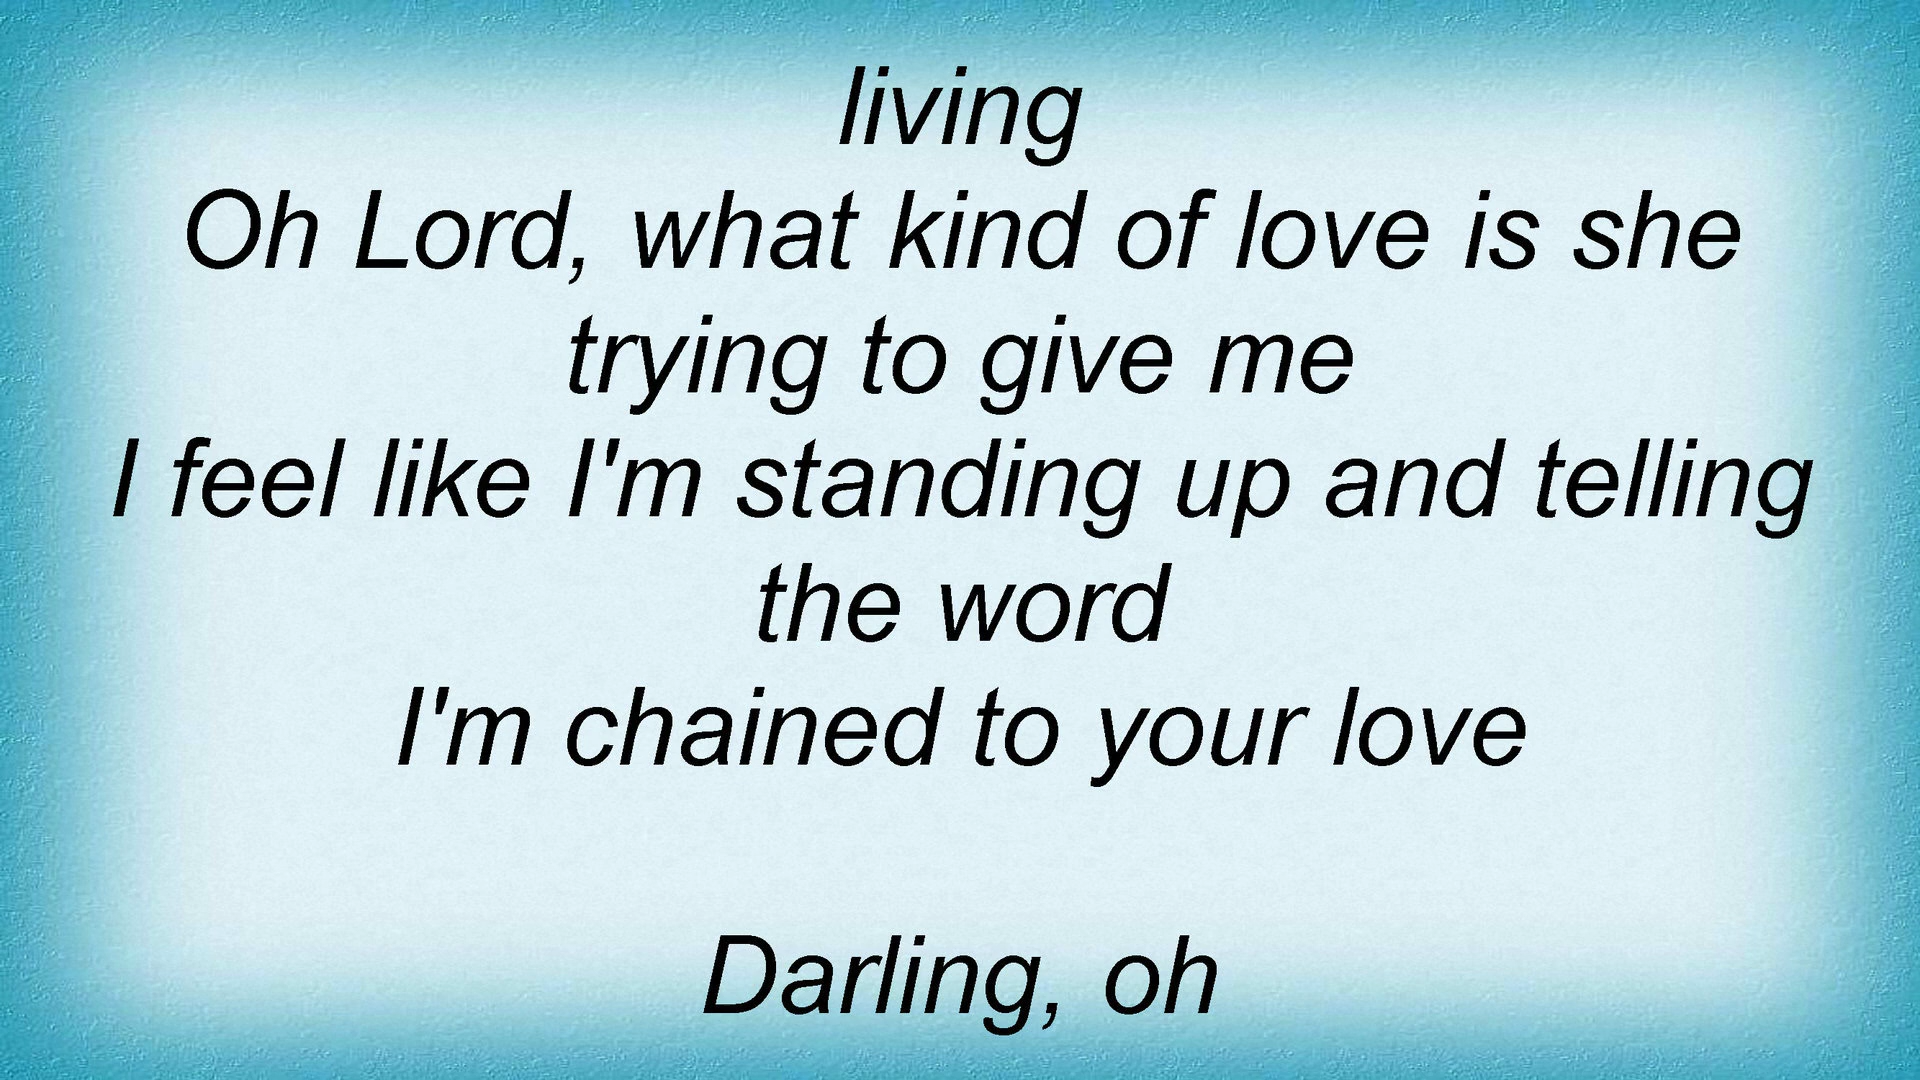 living
Oh Lord, what kind of love is she
trying to give me
I feel like I'm standing up and telling
the word
I'm chained to your love
Darling, oh